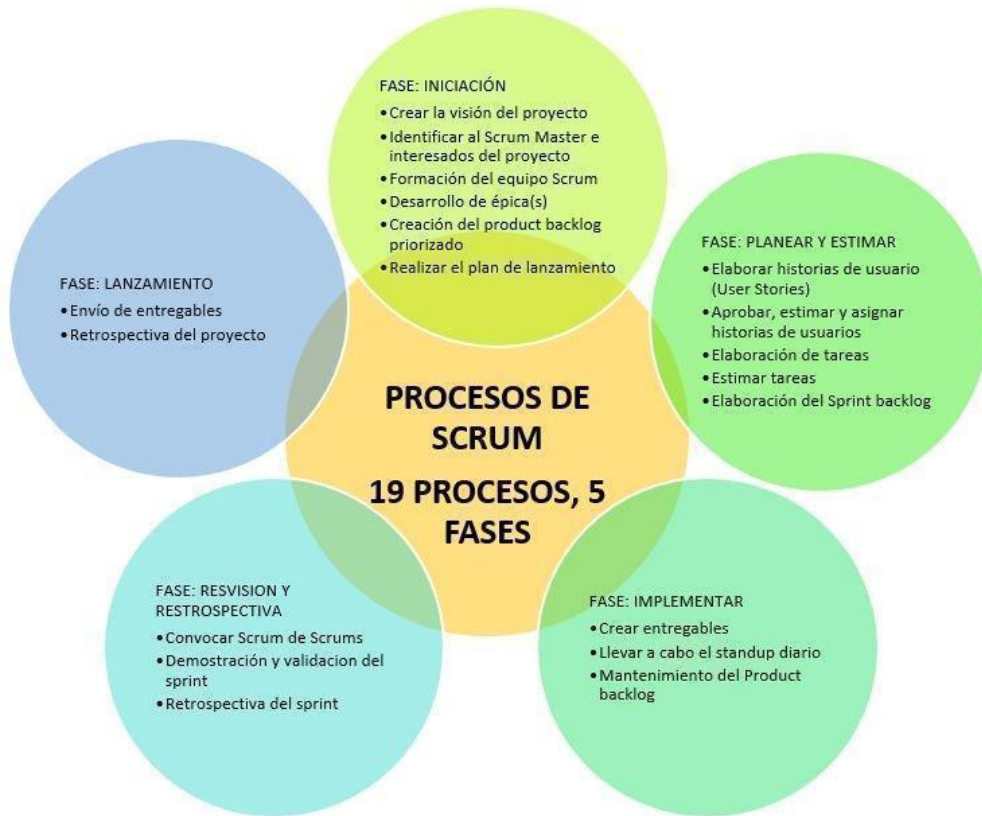 FASE: INICIACIÓN
•Crear la visión del proyecto
•Identificar al Scrum Master e
interesados del proyecto
•Formación del equipo Scrum
•Desarrollo de épica(s)
•Creación del product backlog
priorizado
•Realizar el plan de lanzamiento
FASE: PLANEAR Y ESTIMAR
•Elaborar historias de usuario
(User Stories)
•Aprobar, estimar y asignar
historias de usuarios
•Elaboración de tareas
•Estimar tareas
•Elaboración del Sprint backlog
FASE: IMPLEMENTAR
•Crear entregables
•Llevar a cabo el standup diario
•Mantenimiento del Product
backlog
FASE: RESVISION Y
RESTROSPECTIVA
•Convocar Scrum de Scrums
•Demostración y validacion del
sprint
•Retrospectiva del sprint
FASE: LANZAMIENTO
•Envío de entregables
•Retrospectiva del proyecto
PROCESOS DE
SCRUM
19 PROCESOS, 5
FASES